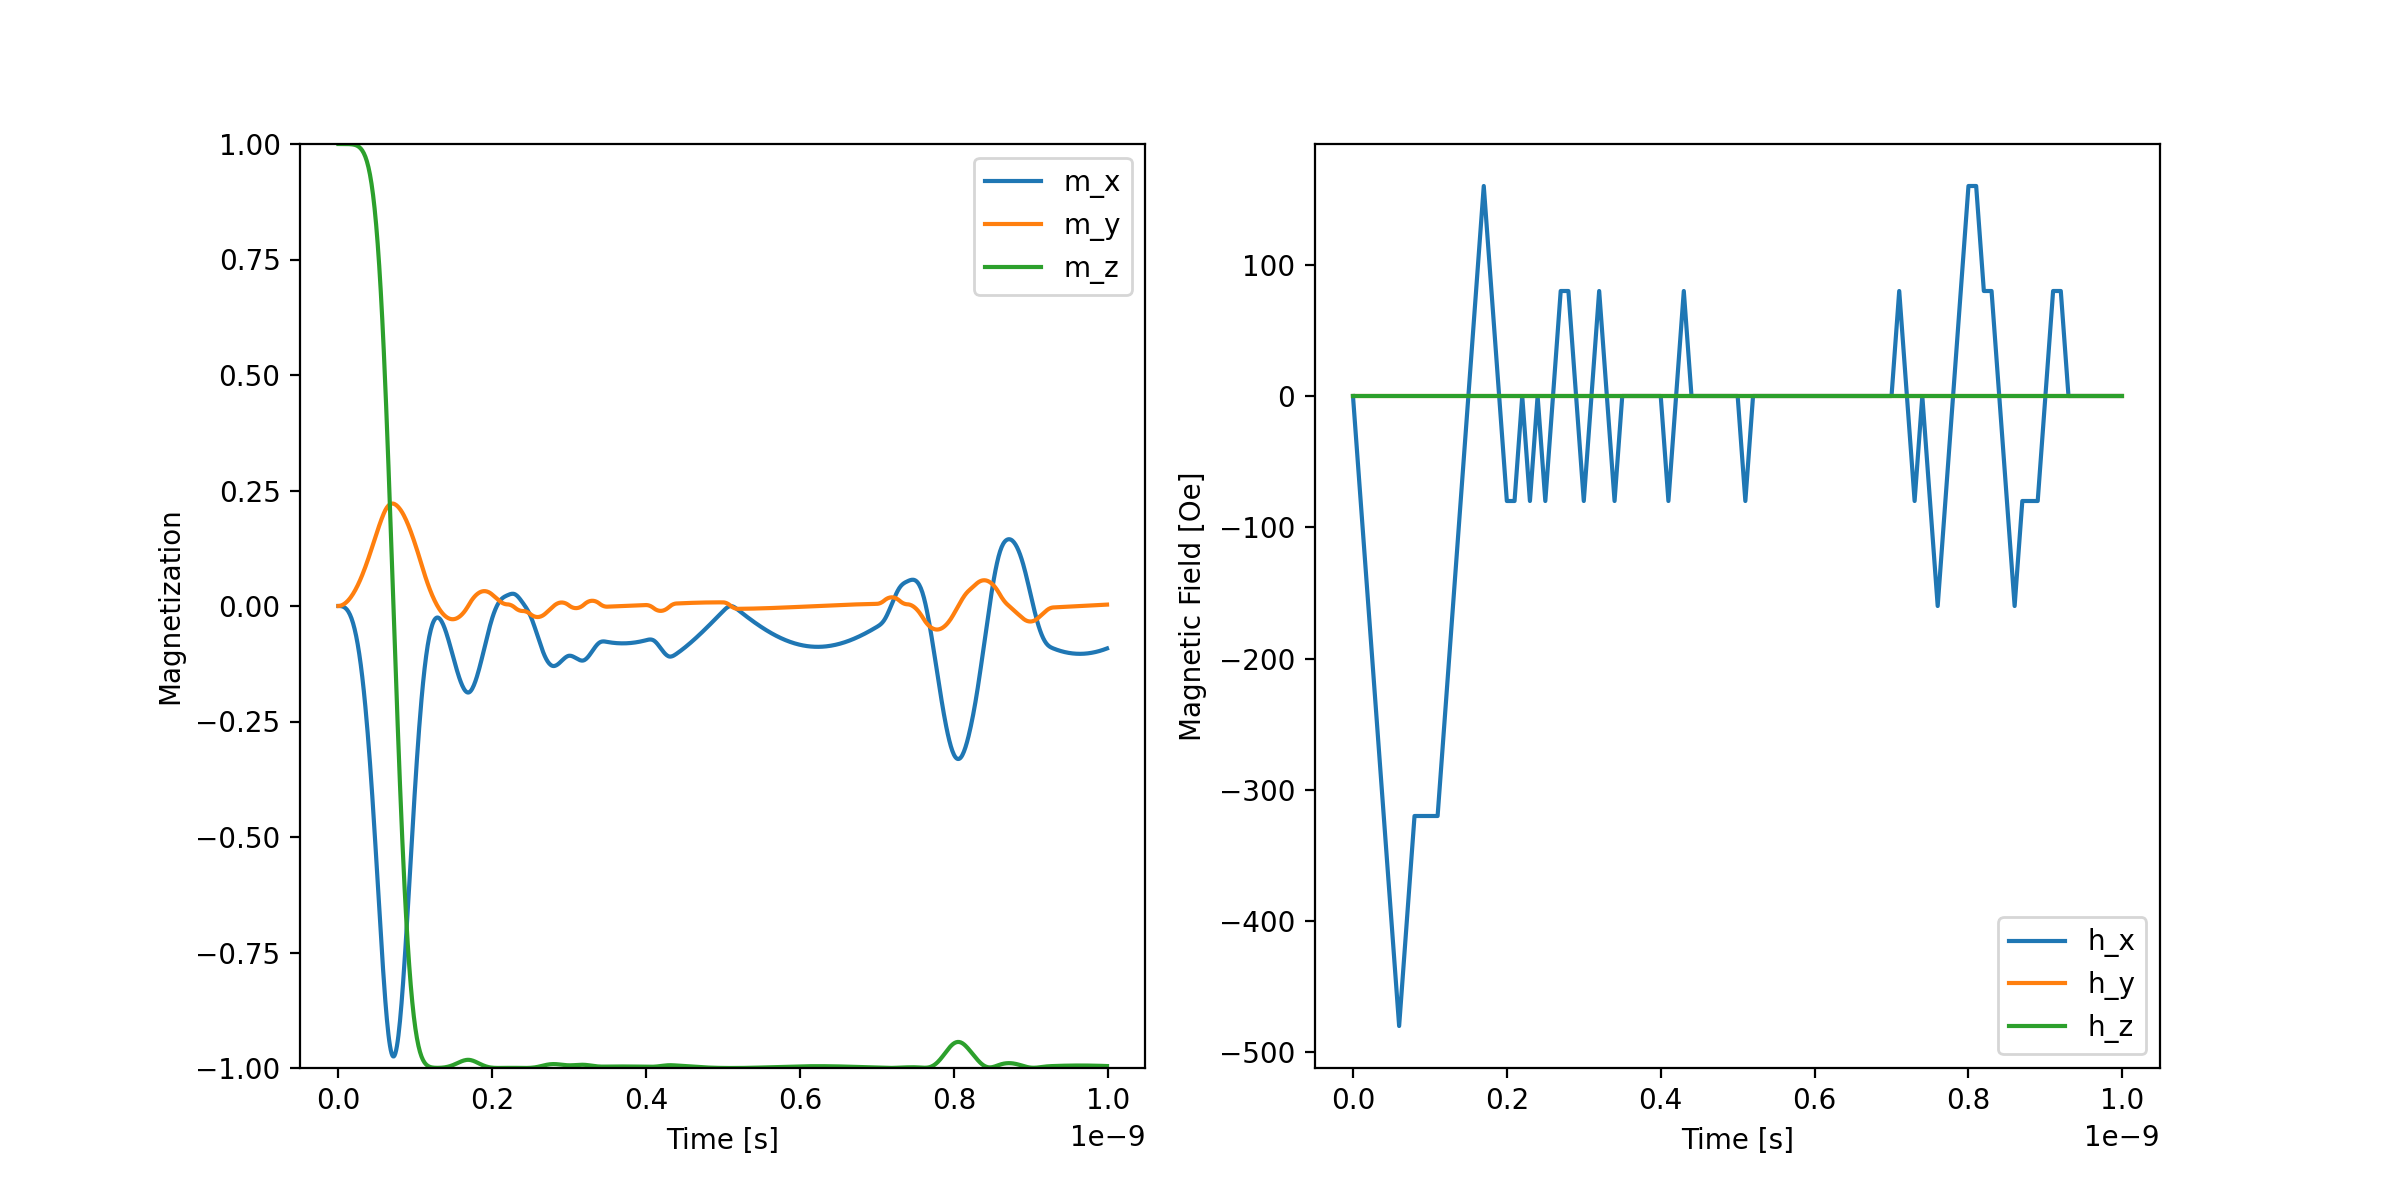 1.00
0.75
0.50
0.25
0.00
−0.25
−0.50
−0.75
−1.00
Magnetization
0.0 0.2 0.4 0.6 0.8 1.0
Time [s]
1e−9
m_x
m_y
m_z
100
0
−100
−200
−300
−400
−500
Magnetic Field [Oe]
0.0 0.2 0.4 0.6 0.8 1.0
Time [s]
1e−9
h_x
h_y
h_z